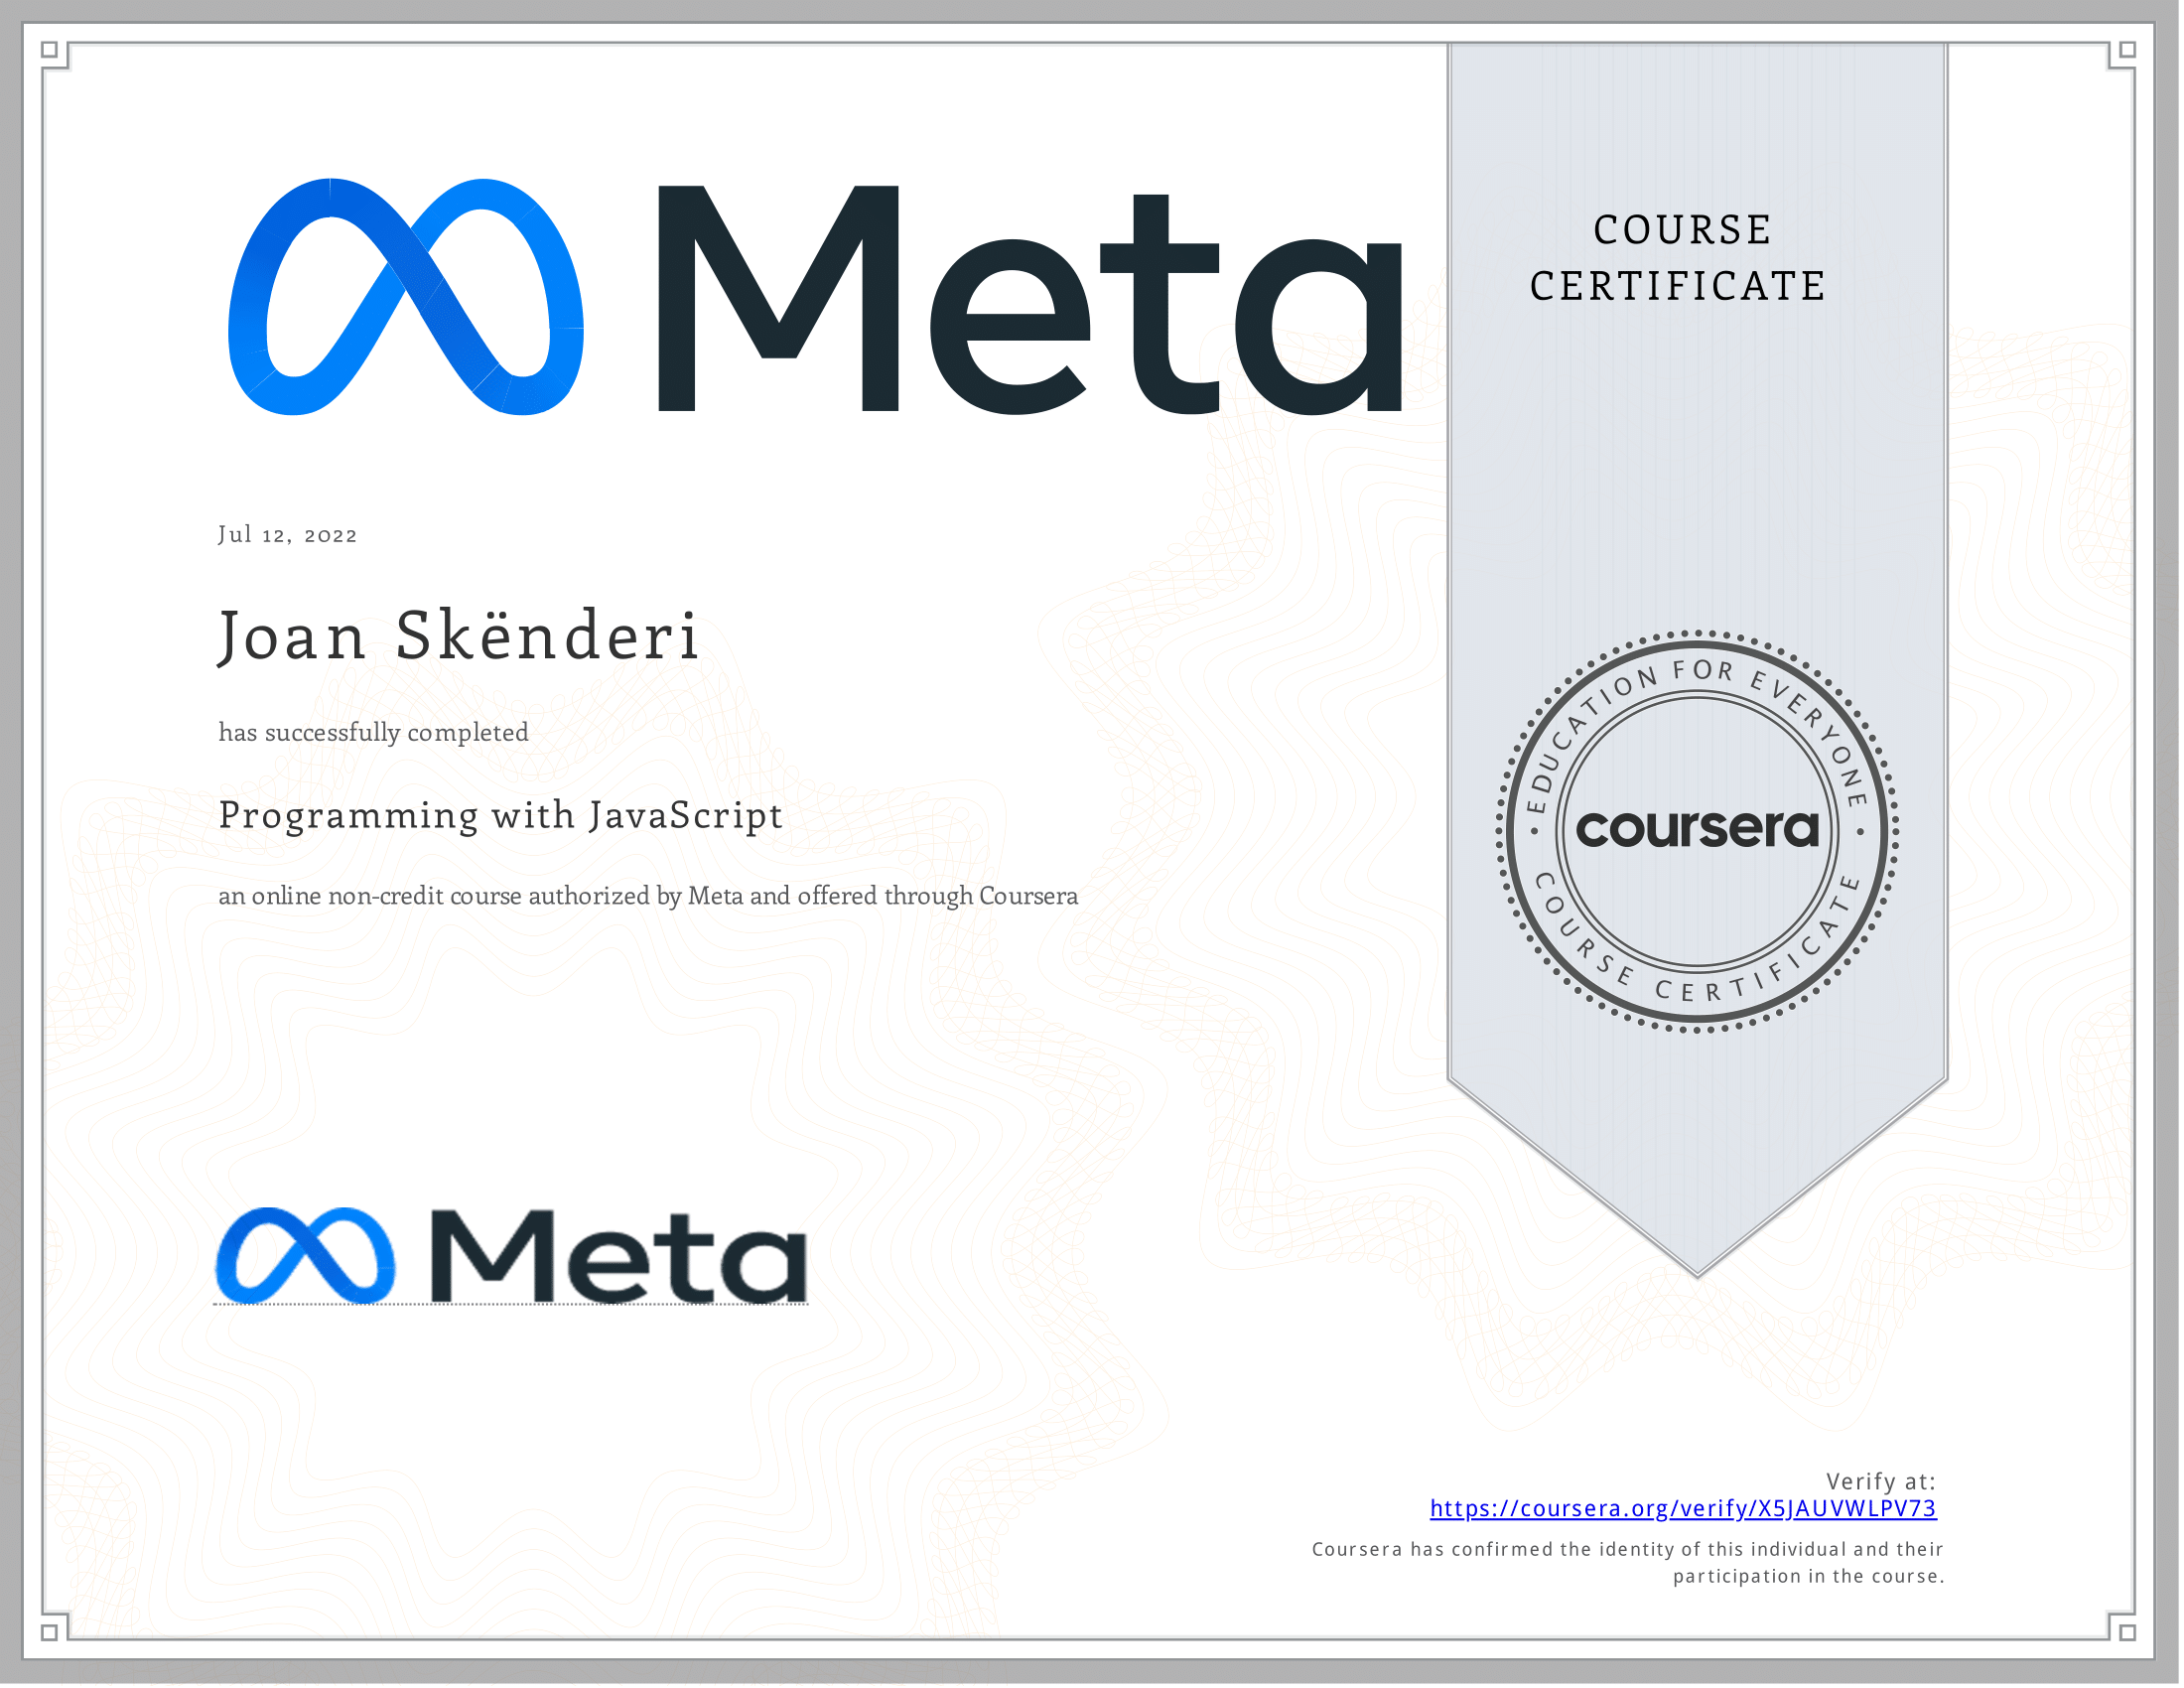 Meta
COURSE
CERTIFICATE
Jul 12, 2022
Joan Skënderi
has successfully completed
Programming with JavaScript
an online non-credit course authorized by Meta and offered through Coursera
EDUCATION FOR EVERYONE
coursera
COURSE CERTIFICATE
Meta
Verify at:
https://coursera.org/verify/X5JAUVWLPV73
Coursera has confirmed the identity of this individual and their
participation in the course.